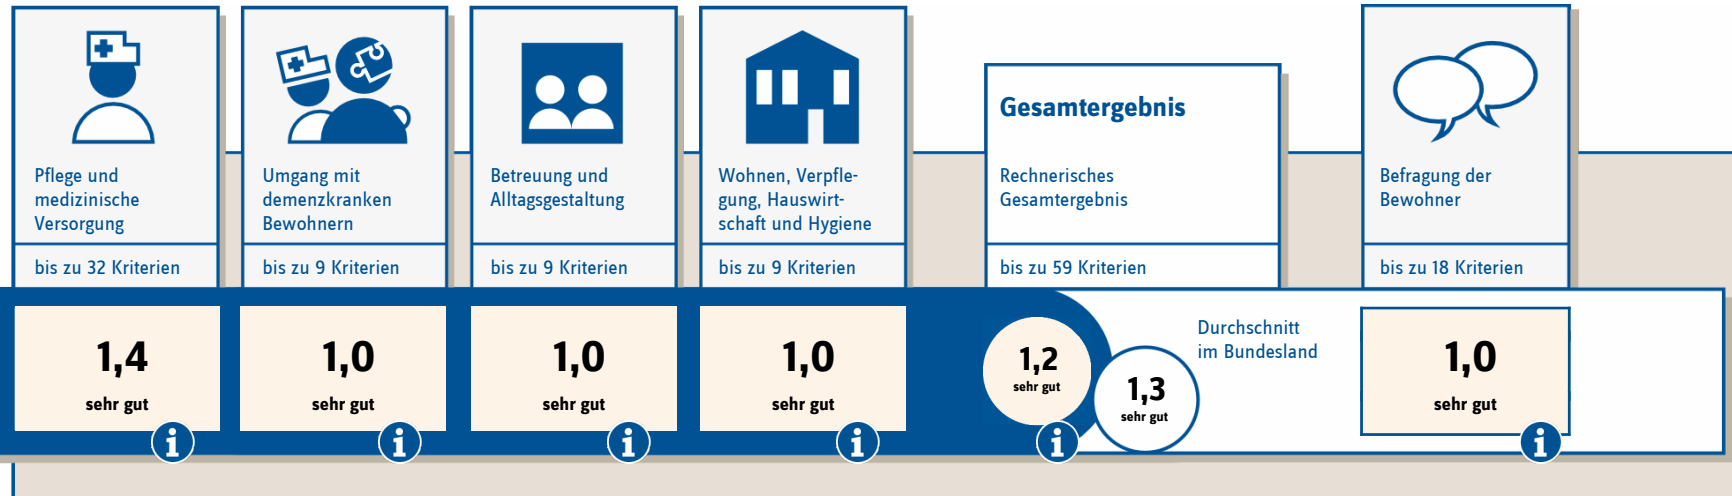 Pflege und
medizinische
Versorgung
bis zu 32 Kriterien
1,4
sehr gut
i
Umgang mit
demenzkranken
Bewohnern
bis zu 9 Kriterien
1,0
sehr gut
i
Betreuung und
Alltagsgestaltung
bis zu 9 Kriterien
1,0
sehr gut
i
Wohnen, Verpfle-
gung, Hauswirt-
schaft und Hygiene
bis zu 9 Kriterien
1,0
sehr gut
i
Gesamtergebnis
Rechnerisches
Gesamtergebnis
bis zu 59 Kriterien
1,2
sehr gut
i
1,3
sehr gut
Durchschnitt
im Bundesland
Befragung der
Bewohner
bis zu 18 Kriterien
1,0
sehr gut
i